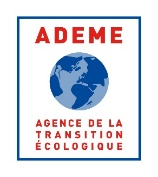 ADEME
AGENCE DE LA
TRANSITION
ÉCOLOGIQUE